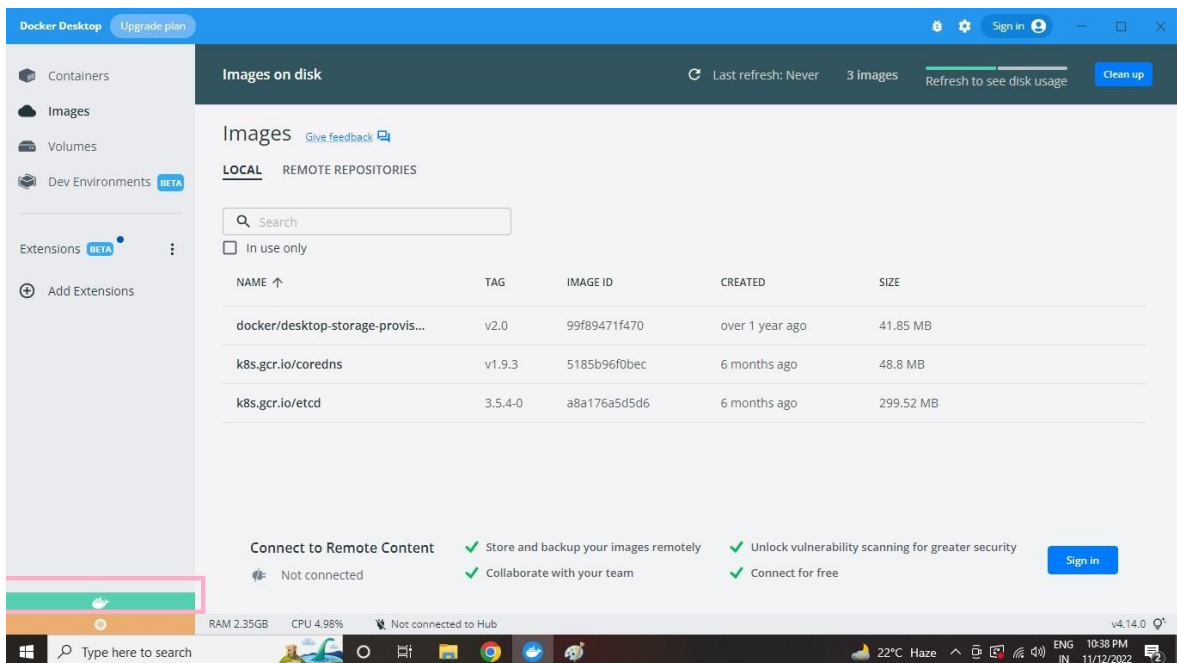 Docker Desktop Upgrade plan Sign in
Containers
Images
Volumes
Dev Environments BETA
Extensions BETA
Add Extensions
Images on disk Last refresh: Never 3 images Refresh to see disk usage Clean up
Images Give feedback
LOCAL REMOTE REPOSITORIES
Search
In use only
NAME TAG IMAGE ID CREATED SIZE
docker/desktop-storage-provis... v2.0 99f89471f470 over 1 year ago 41.85 MB
k8s.gcr.io/coredns v1.9.3 5185b96f0bec 6 months ago 48.8 MB
k8s.gcr.io/etcd 3.5.4-0 a8a176a5d5d6 6 months ago 299.52 MB
Connect to Remote Content
Not connected
Store and backup your images remotely
Collaborate with your team
Unlock vulnerability scanning for greater security
Connect for free
Sign in
RAM 2.35GB CPU 4.98% Not connected to Hub v4.14.0
Type here to search 22°C Haze ENG 10:38 PM
IN 11/12/2022 2